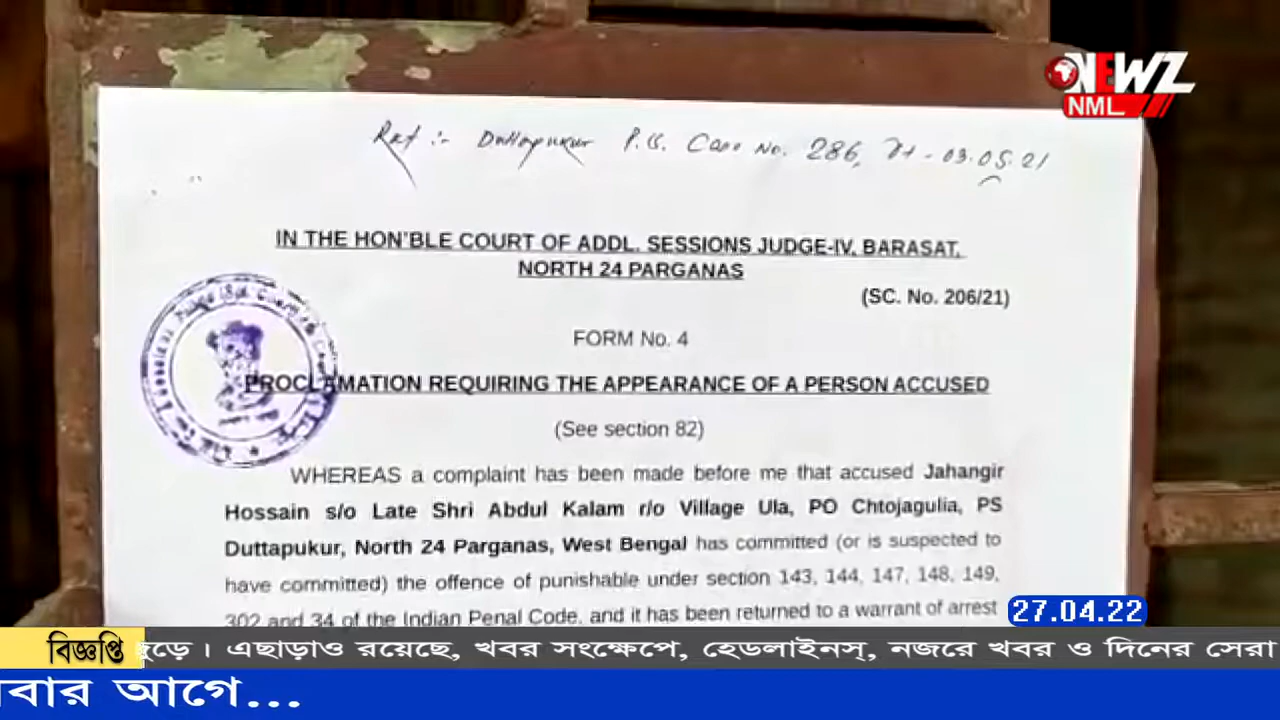 NEWZ
NML
Ref :- Duttapukur P.S. Case No. 286, Dt - 03.05.21
IN THE HON'BLE COURT OF ADDL. SESSIONS JUDGE-IV, BARASAT,
NORTH 24 PARGANAS
(SC. No. 206/21)
FORM No. 4
PROCLAMATION REQUIRING THE APPEARANCE OF A PERSON ACCUSED
(See section 82)
WHEREAS a complaint has been made before me that accused Jahangir
Hossain s/o Late Shri Abdul Kalam r/o Village Ula, PO Chtojagulia, PS
Duttapukur, North 24 Parganas, West Bengal has committed (or is suspected to
have committed) the offence of punishable under section 143, 144, 147, 148, 149,
302 and 34 of the Indian Penal Code, and it has been returned to a warrant of arrest
27.04.22
বিজ্ঞপ্তি জুড়ে । এছাড়াও রয়েছে, খবর সংক্ষেপে, হেডলাইনস্, নজরে খবর ও দিনের সেরা
বার আগে...